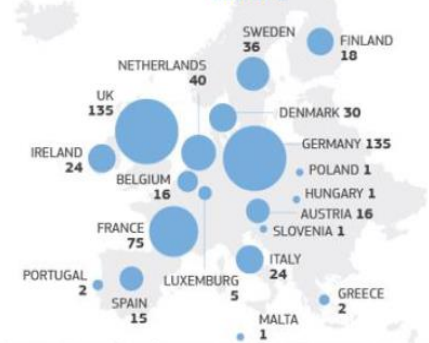 SWEDEN
36
FINLAND
18
NETHERLANDS
40
UK
135
DENMARK 30
GERMANY 135
IRELAND
24
POLAND 1
BELGIUM
16
HUNGARY 1
AUSTRIA 16
SLOVENIA 1
FRANCE
75
ITALY
24
PORTUGAL
2
LUXEMBURG
5
SPAIN
15
GREECE
2
MALTA
1